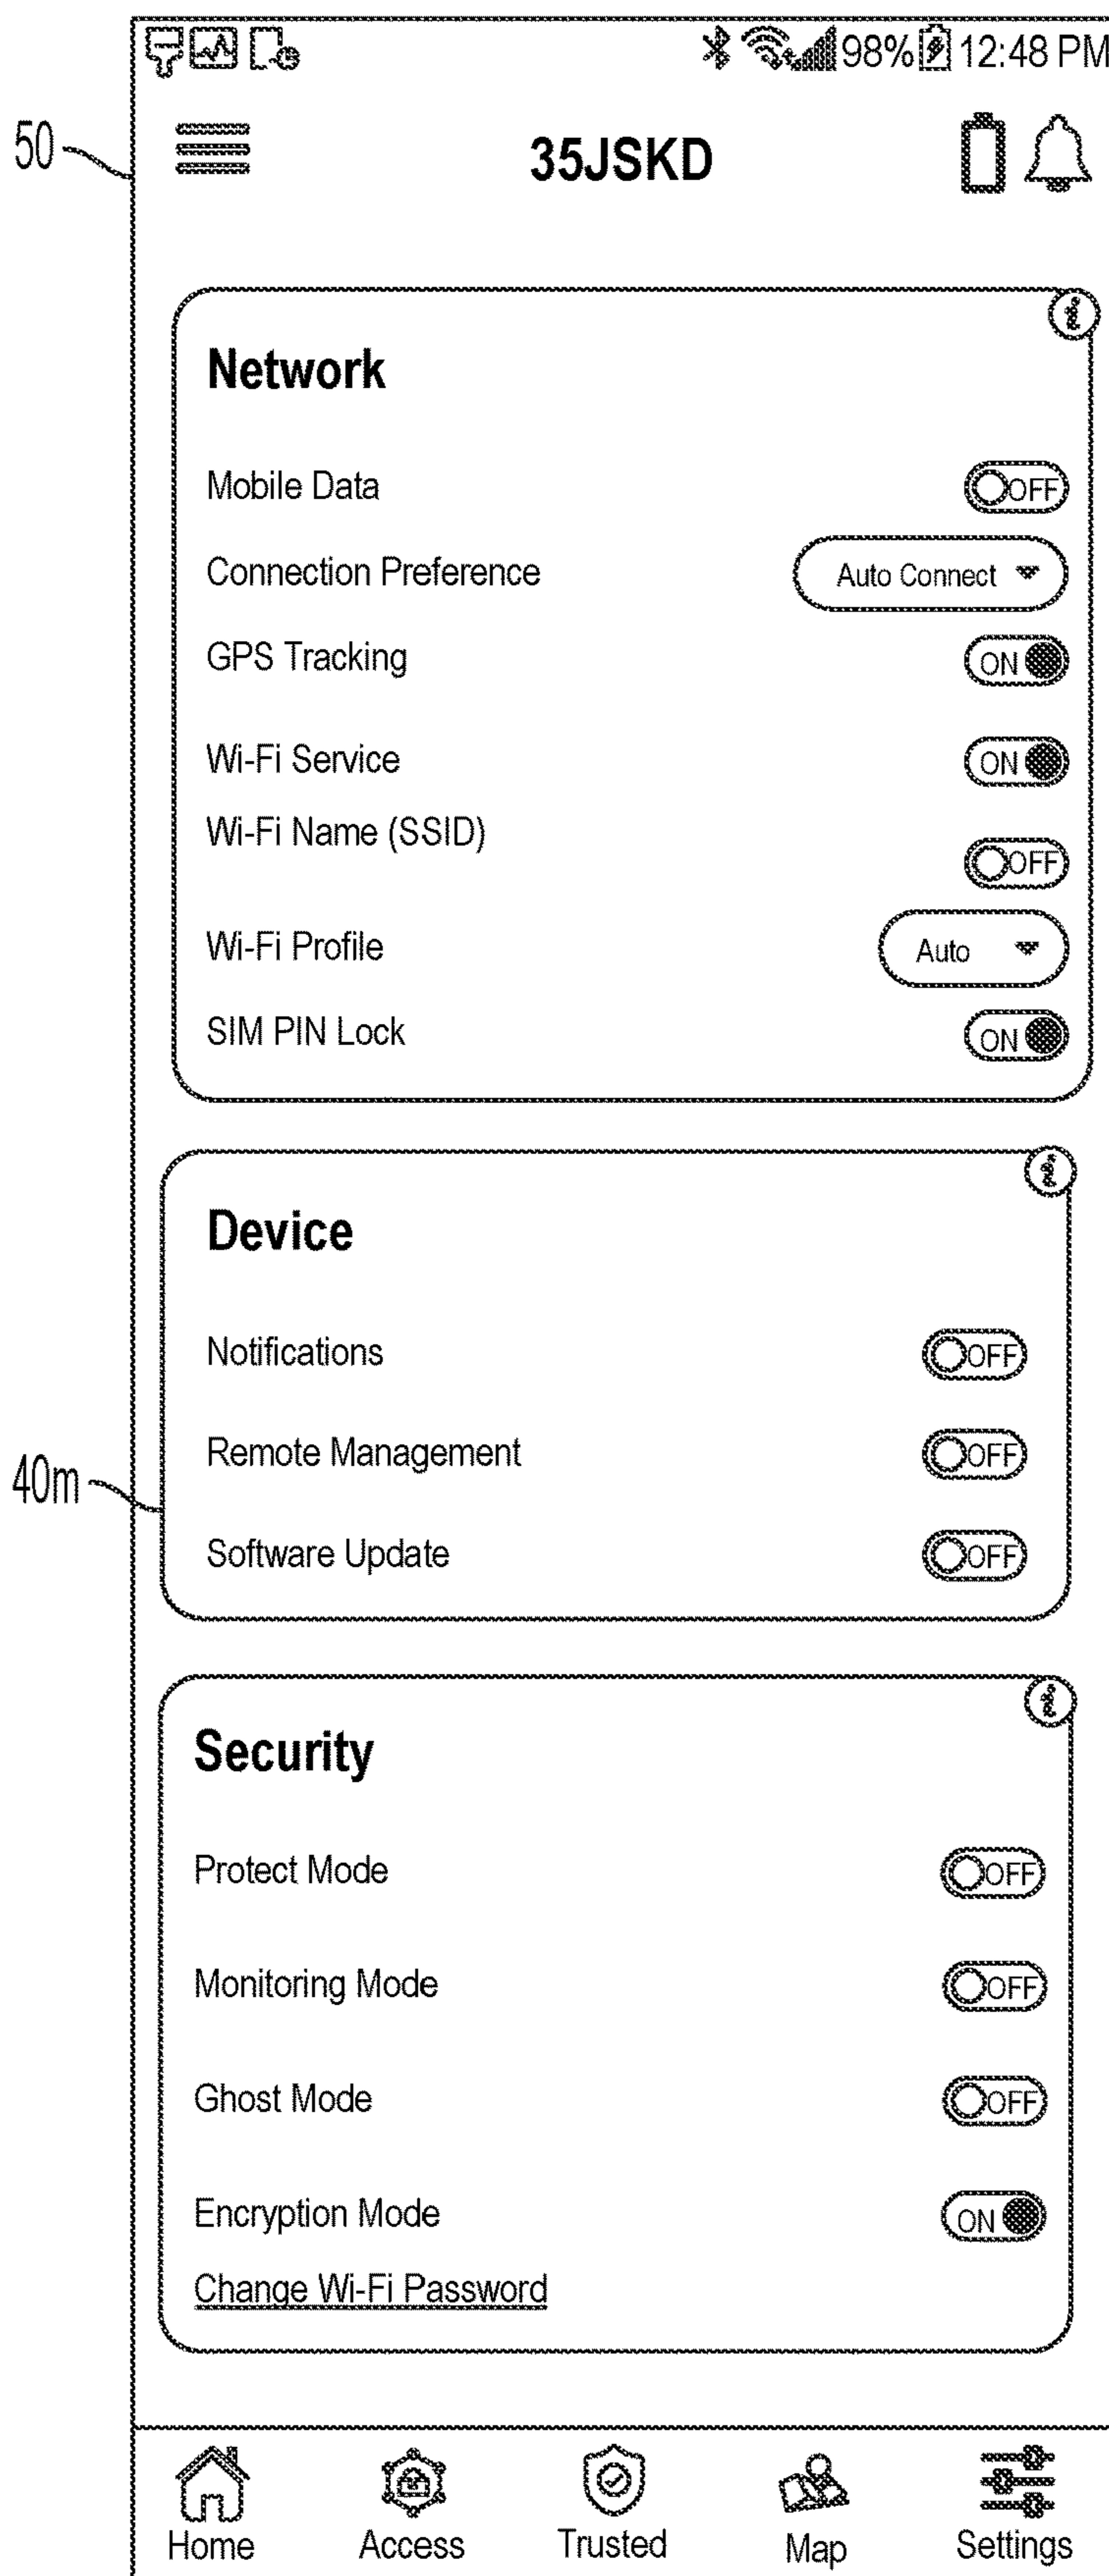 98% 12:48 PM
50
35JSKD
Network
Mobile Data OFF
Connection Preference Auto Connect
GPS Tracking ON
Wi-Fi Service ON
Wi-Fi Name (SSID)
OFF
Wi-Fi Profile Auto
SIM PIN Lock ON
Device
Notifications OFF
Remote Management OFF
40m
Software Update OFF
Security
Protect Mode OFF
Monitoring Mode OFF
Ghost Mode OFF
Encryption Mode ON
Change Wi-Fi Password
Home Access Trusted Map Settings